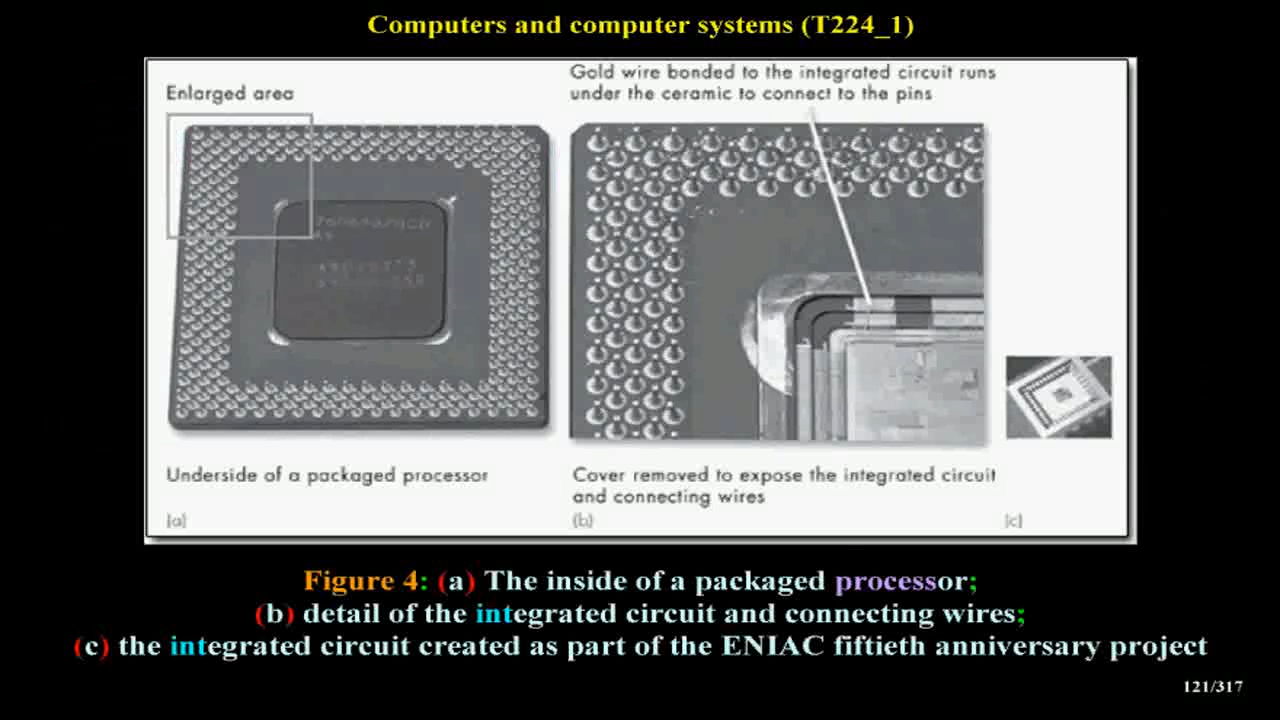 Computers and computer systems (T224_1)
Enlarged area
Gold wire bonded to the integrated circuit runs
under the ceramic to connect to the pins
Underside of a packaged processor
(a)
Cover removed to expose the integrated circuit
and connecting wires
(b)
(c)
Figure 4: (a) The inside of a packaged processor;
(b) detail of the integrated circuit and connecting wires;
(c) the integrated circuit created as part of the ENIAC fiftieth anniversary project
121/317